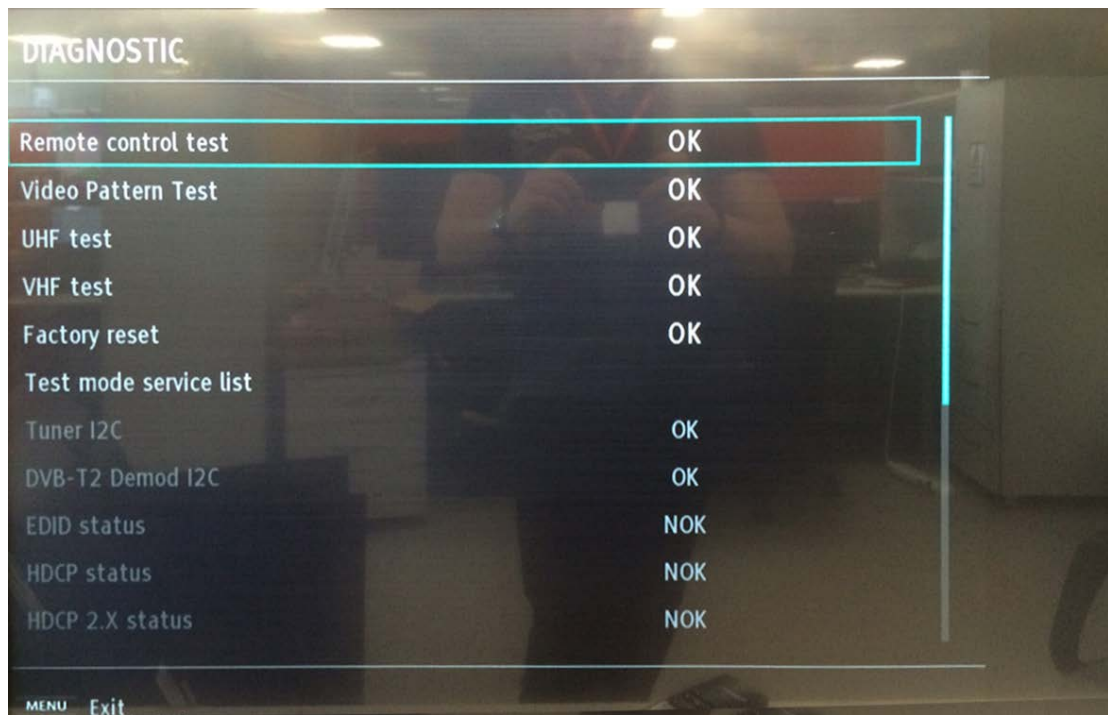 DIAGNOSTIC
Remote control test OK
Video Pattern Test OK
UHF test OK
VHF test OK
Factory reset OK
Test mode service list
Tuner I2C OK
DVB-T2 Demod I2C OK
EDID status NOK
HDCP status NOK
HDCP 2.X status NOK
MENU Exit